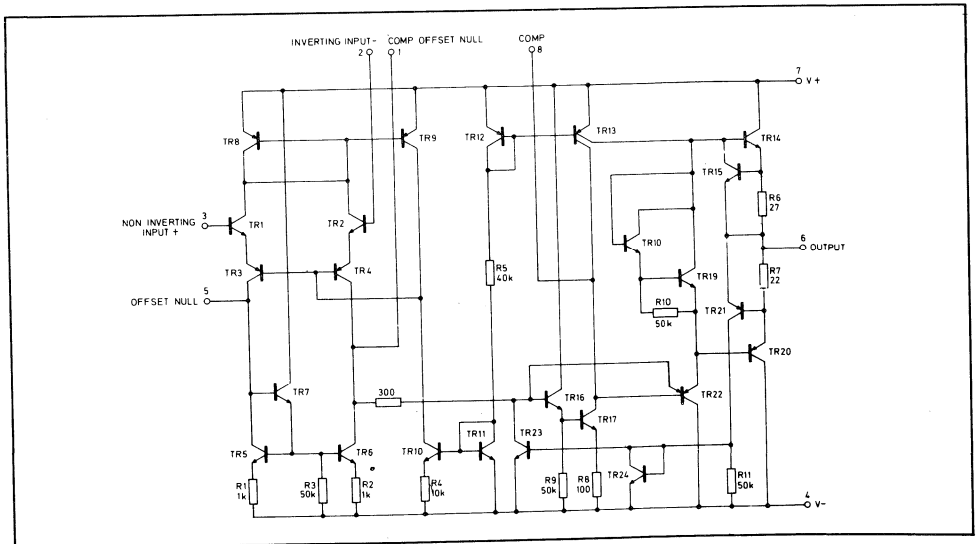 INVERTING INPUT- COMP OFFSET NULL
2 1
COMP
8
7
V+
TR8
TR9
TR12
TR13
TR14
TR15
R6
27
3
NON INVERTING
INPUT +
TR1
TR2
TR10
6
OUTPUT
TR3
TR4
R5
40k
TR19
R7
22
5
OFFSET NULL
R10
50k
TR21
TR20
TR7
300
TR16
TR22
TR17
TR5
TR6
TR10
TR11
TR23
TR24
R1
1k
R3
50k
R2
1k
R4
10k
R9
50k
R8
100
R11
50k
4
V-